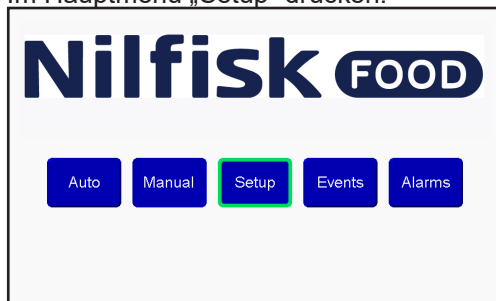 Im Hauptmenü „Setup“ drücken.
Nilfisk FOOD
Auto Manual Setup Events Alarms